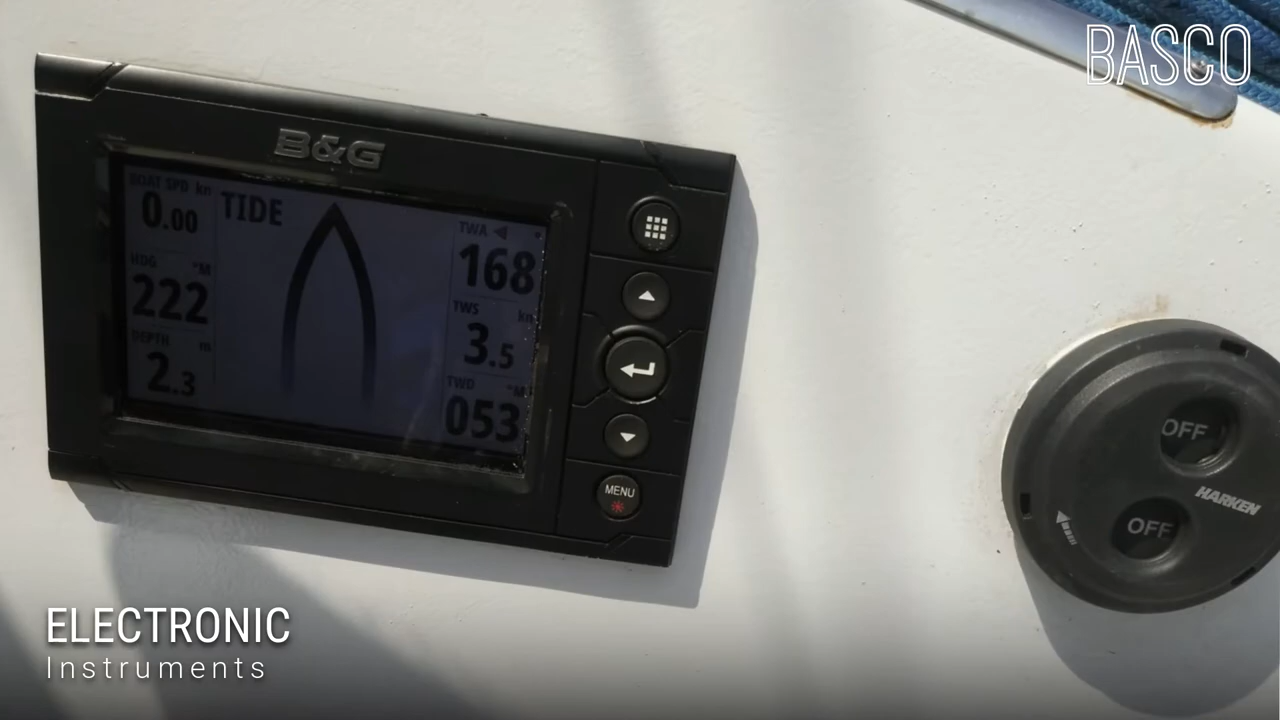 BASCO
B&G
BOAT SPD kn
0.00
TIDE
TWA
168
HDG °M
222
TWS kn
3.5
DEPTH m
2.3
TWD °M
053
MENU
OFF
HARKEN
OFF
ELECTRONIC
Instruments